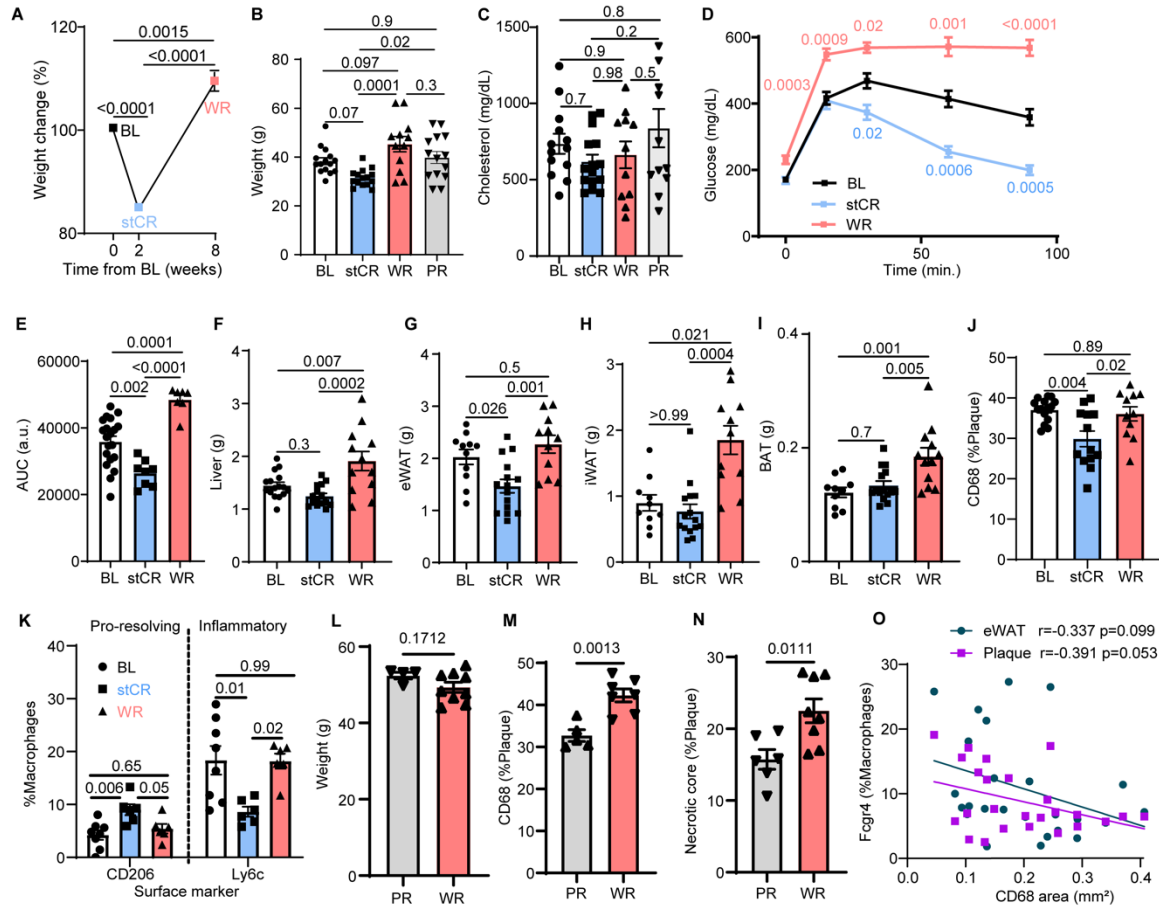 A
Weight change (%)
120
100
80
0.0015
<0.0001
<0.0001
BL
stCR
WR
0 2 8
Time from BL (weeks)
B
Weight (g)
80
60
40
20
0
0.9
0.02
0.097
0.0001
0.3
0.07
BL stCR WR PR
C
Cholesterol (mg/dL)
1500
1000
500
0
0.8
0.2
0.9
0.98
0.5
0.7
BL stCR WR PR
D
Glucose (mg/dL)
600
400
200
0
0.0003
0.0009
0.02
0.001
<0.0001
0.02
0.0006
0.0005
BL
stCR
WR
0 50 100
Time (min.)
E
AUC (a.u.)
60000
40000
20000
0
0.0001
<0.0001
0.002
BL stCR WR
F
Liver (g)
4
3
2
1
0
0.007
0.0002
0.3
BL stCR WR
G
eWAT (g)
4
3
2
1
0
0.5
0.001
0.026
BL stCR WR
H
iWAT (g)
3
2
1
0
0.021
0.0004
>0.99
BL stCR WR
I
BAT (g)
0.4
0.2
0.0
0.001
0.005
0.7
BL stCR WR
J
CD68 (%Plaque)
60
40
20
0
0.89
0.02
0.004
BL stCR WR
K
Pro-resolving Inflammatory
%Macrophages
50
40
30
20
10
0
BL
stCR
WR
0.65
0.006 0.05
0.99
0.01
0.02
CD206 Ly6c
Surface marker
L
Weight (g)
60
40
20
0
0.1712
PR WR
M
CD68 (%Plaque)
50
40
30
20
10
0
0.0013
PR WR
N
Necrotic core (%Plaque)
30
20
10
0
0.0111
PR WR
O
eWAT r=-0.337 p=0.099
Plaque r=-0.391 p=0.053
Fcgr4 (%Macrophages)
30
20
10
0
0.0 0.1 0.2 0.3 0.4
CD68 area (mm²)